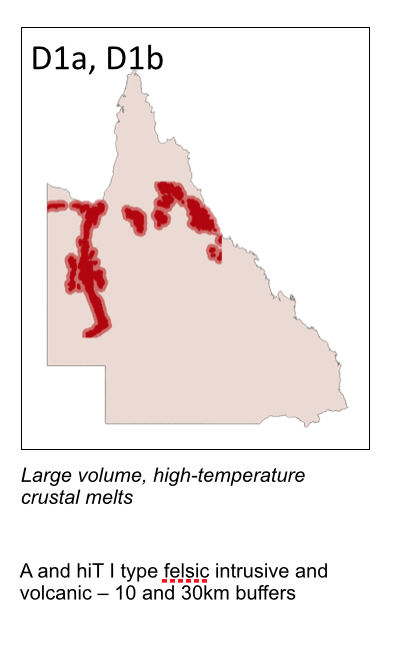 D1a, D1b
Large volume, high-temperature
crustal melts
A and hiT I type felsic intrusive and
volcanic – 10 and 30km buffers